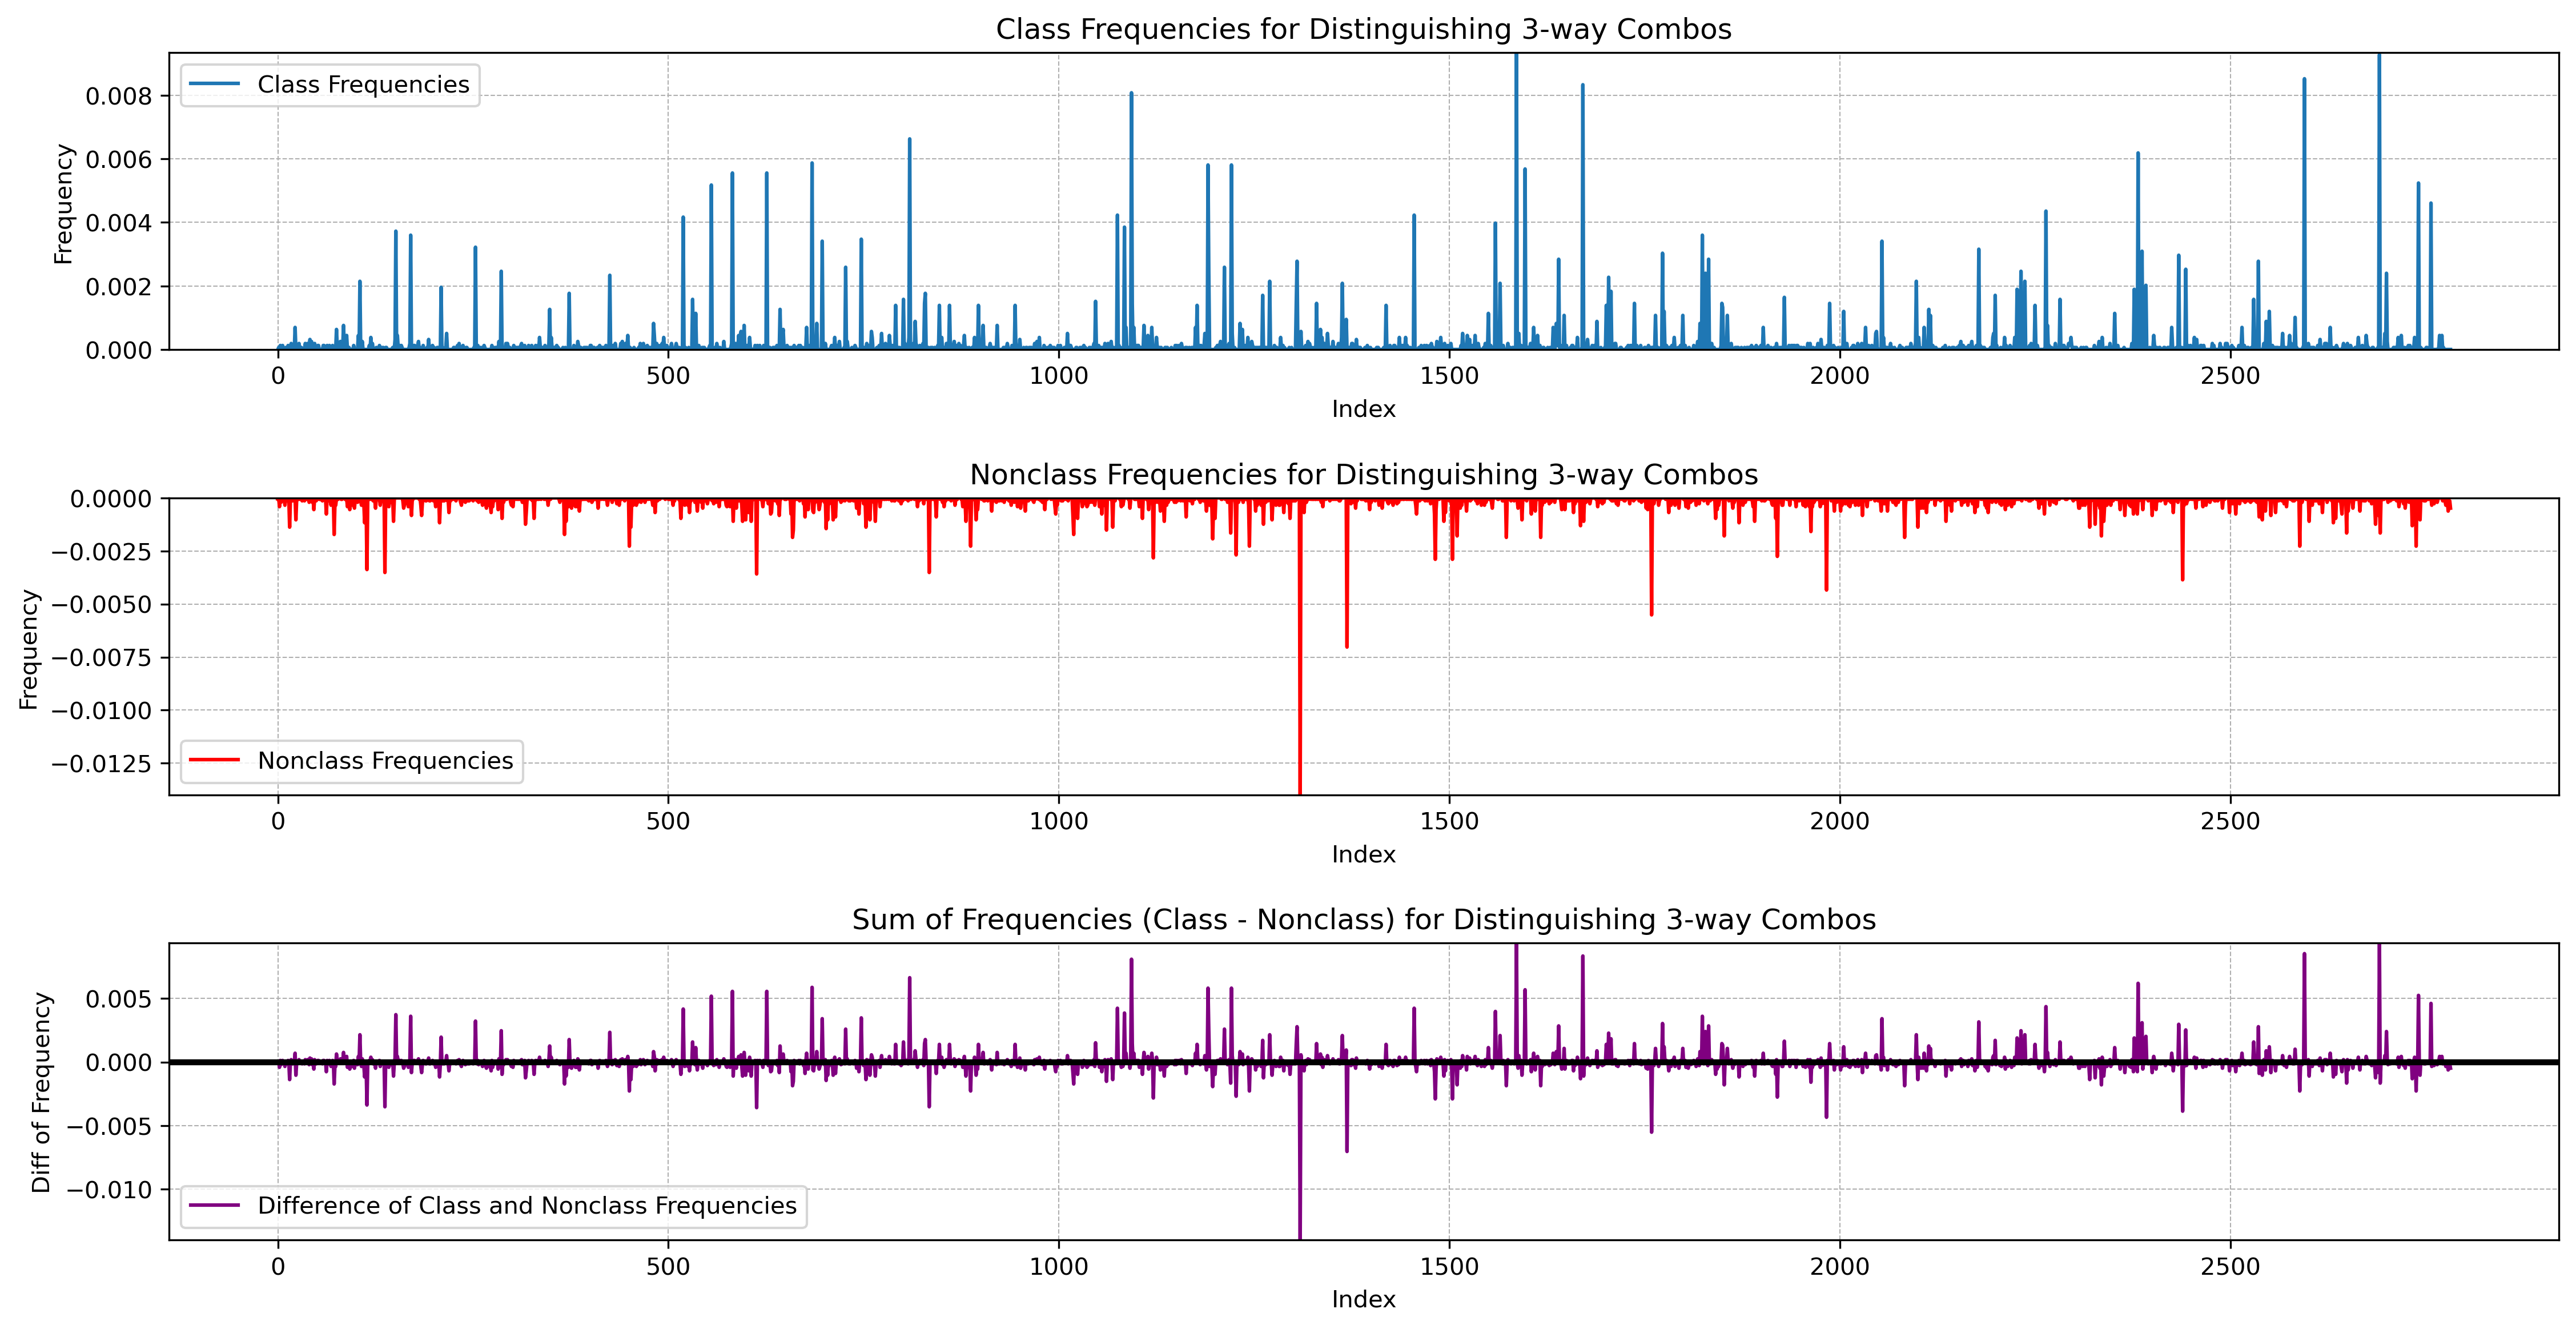 Class Frequencies for Distinguishing 3-way Combos
Class Frequencies
Frequency
0.008
0.006
0.004
0.002
0.000
0 500 1000 1500 2000 2500
Index
Nonclass Frequencies for Distinguishing 3-way Combos
Nonclass Frequencies
Frequency
0.0000
−0.0025
−0.0050
−0.0075
−0.0100
−0.0125
0 500 1000 1500 2000 2500
Index
Sum of Frequencies (Class - Nonclass) for Distinguishing 3-way Combos
Difference of Class and Nonclass Frequencies
Diff of Frequency
0.005
0.000
−0.005
−0.010
0 500 1000 1500 2000 2500
Index